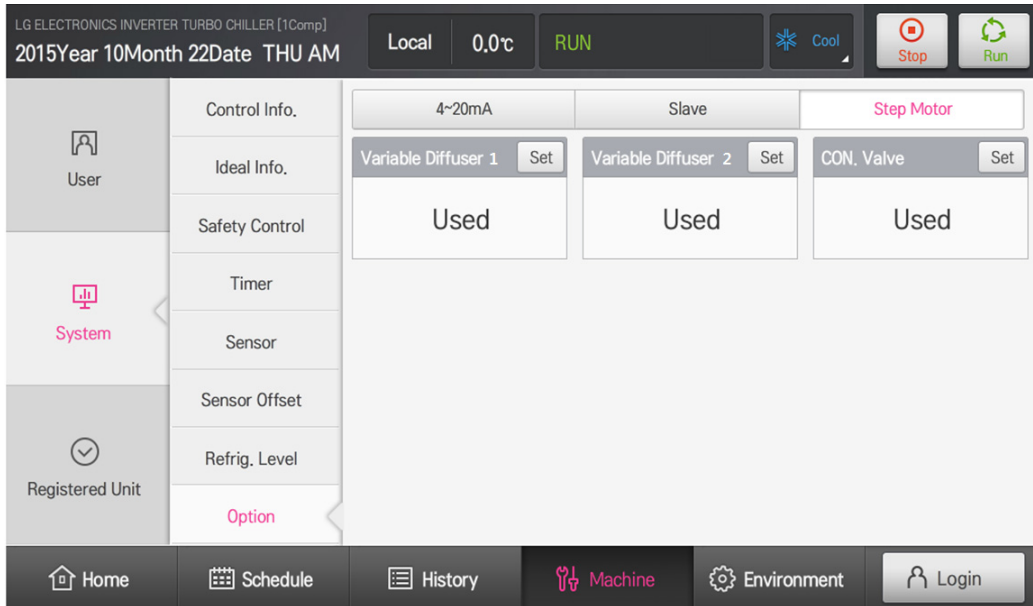 LG ELECTRONICS INVERTER TURBO CHILLER [1Comp]
2015Year 10Month 22Date THU AM
Local 0.0℃ RUN Cool
Stop Run
User
System
Registered Unit
Control Info.
Ideal Info.
Safety Control
Timer
Sensor
Sensor Offset
Refrig. Level
Option
4~20mA Slave Step Motor
Variable Diffuser 1 Set Variable Diffuser 2 Set CON. Valve Set
Used Used Used
Home Schedule History Machine Environment Login